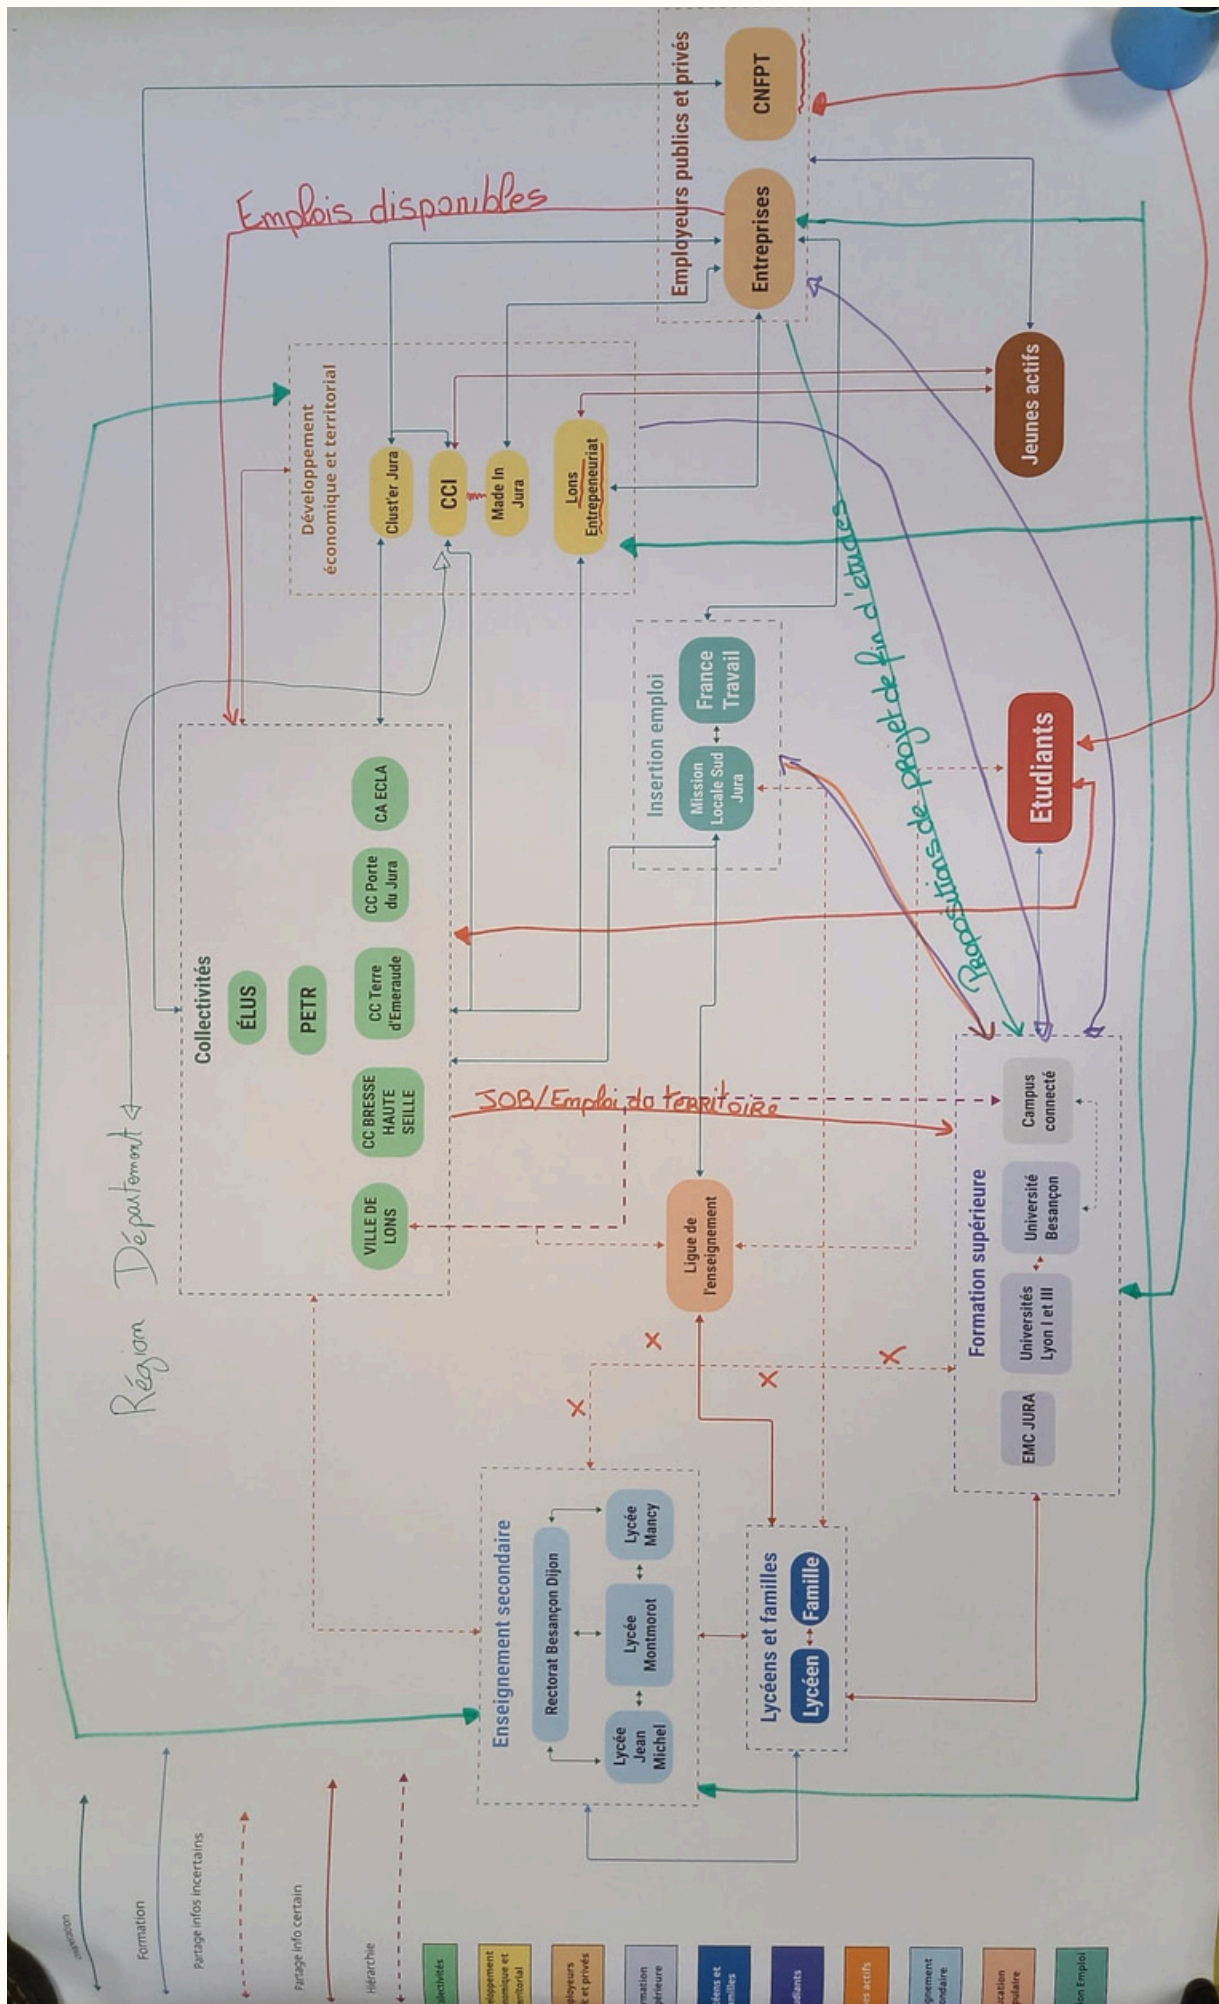 Région Département
Emplois disponibles
Collectivités
ÉLUS
PETR
VILLE DE
LONS
CC BRESSE
HAUTE
SEILLE
CC Terre
d'Emeraude
CC Porte
du Jura
CA ECLA
Développement
économique et territorial
Clust'er Jura
CCI
Made In
Jura
Lons
Entrepeneuriat
Employeurs publics et privés
Entreprises
CNFPT
Insertion emploi
Mission
Locale Sud
Jura
France
Travail
JOB/Emploi do territoire
Ligue de
l'enseignement
Propositions de projet de fin d'études
Jeunes actifs
Etudiants
Enseignement secondaire
Rectorat Besançon Dijon
Lycée
Jean
Michel
Lycée
Montmorot
Lycée
Mancy
Lycéens et familles
Lycéen
Famille
Formation supérieure
EMC JURA
Universités
Lyon I et III
Université
Besançon
Campus
connecté
Formation
Partage infos incertains
Partage info certain
Hiérarchie